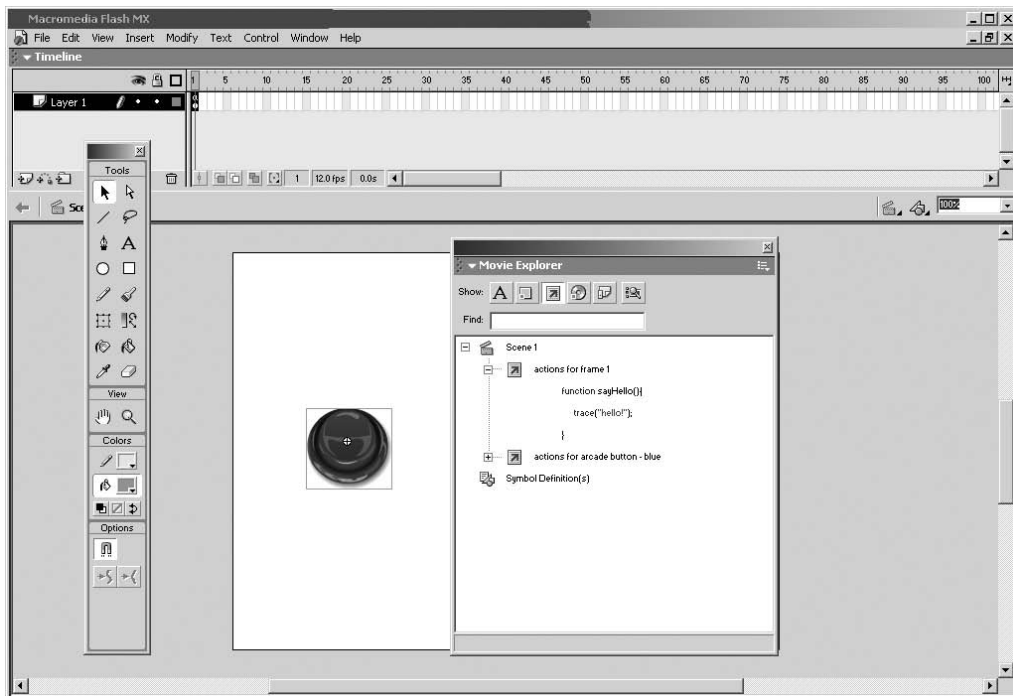 Macromedia Flash MX
File Edit View Insert Modify Text Control Window Help
Timeline
1 5 10 15 20 25 30 35 40 45 50 55 60 65 70 75 80 85 90 95 100
Layer 1
1 12.0 fps 0.0s
100%
Tools
A
View
Colors
Options
Movie Explorer
Show: A
Find:
Scene 1
actions for frame 1
function sayHello(){
trace("hello!");
}
actions for arcade button - blue
Symbol Definition(s)